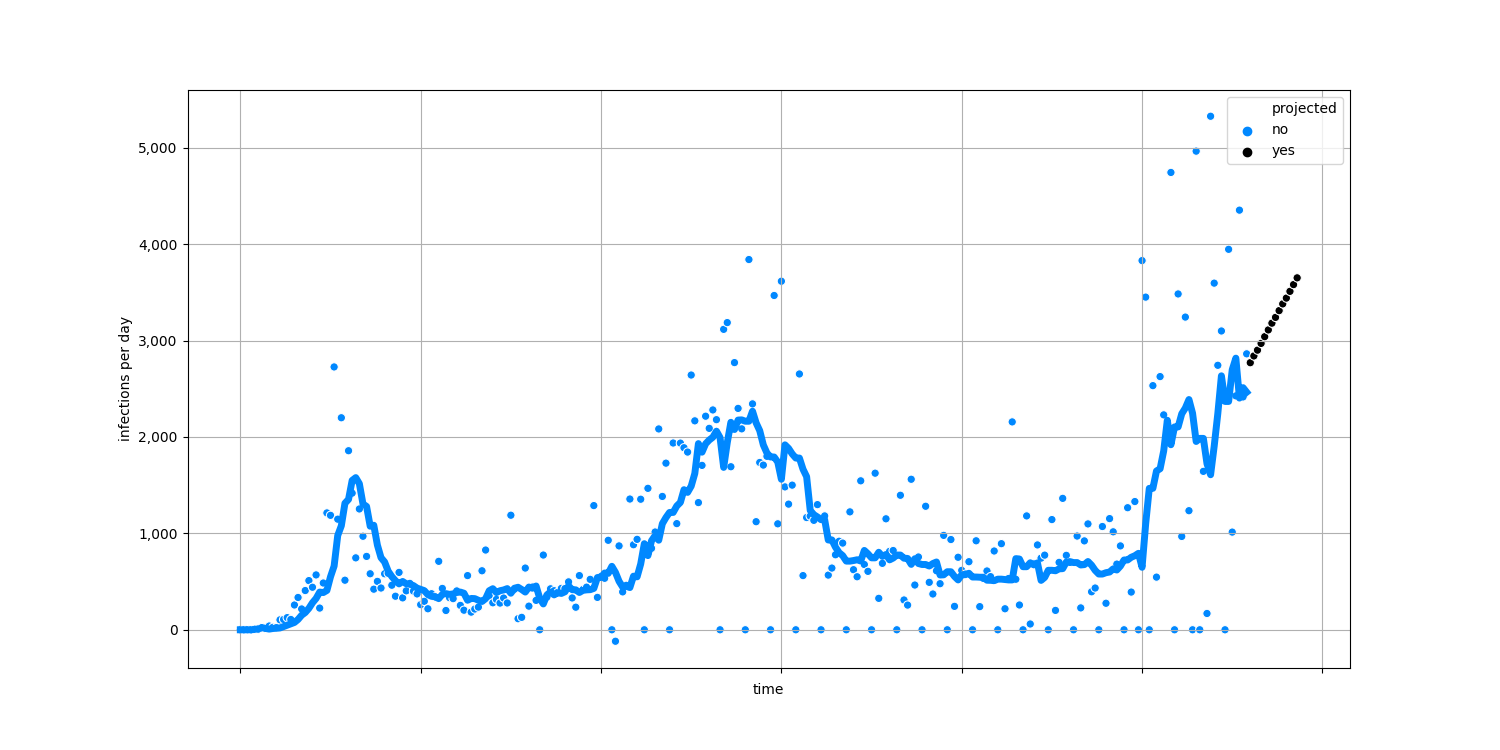 projected
no
yes
5,000
4,000
3,000
2,000
1,000
0
infections per day
time